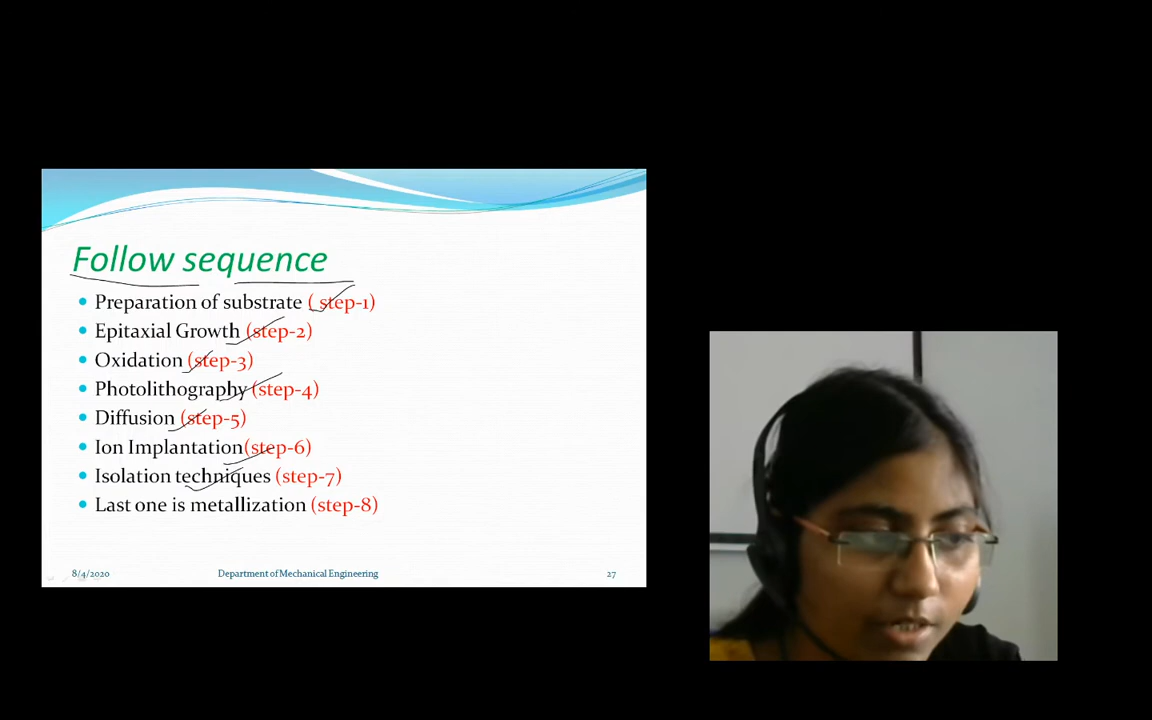 Follow sequence
Preparation of substrate ( step-1)
Epitaxial Growth (step-2)
Oxidation (step-3)
Photolithography (step-4)
Diffusion (step-5)
Ion Implantation(step-6)
Isolation techniques (step-7)
Last one is metallization (step-8)
8/4/2020 Department of Mechanical Engineering 27